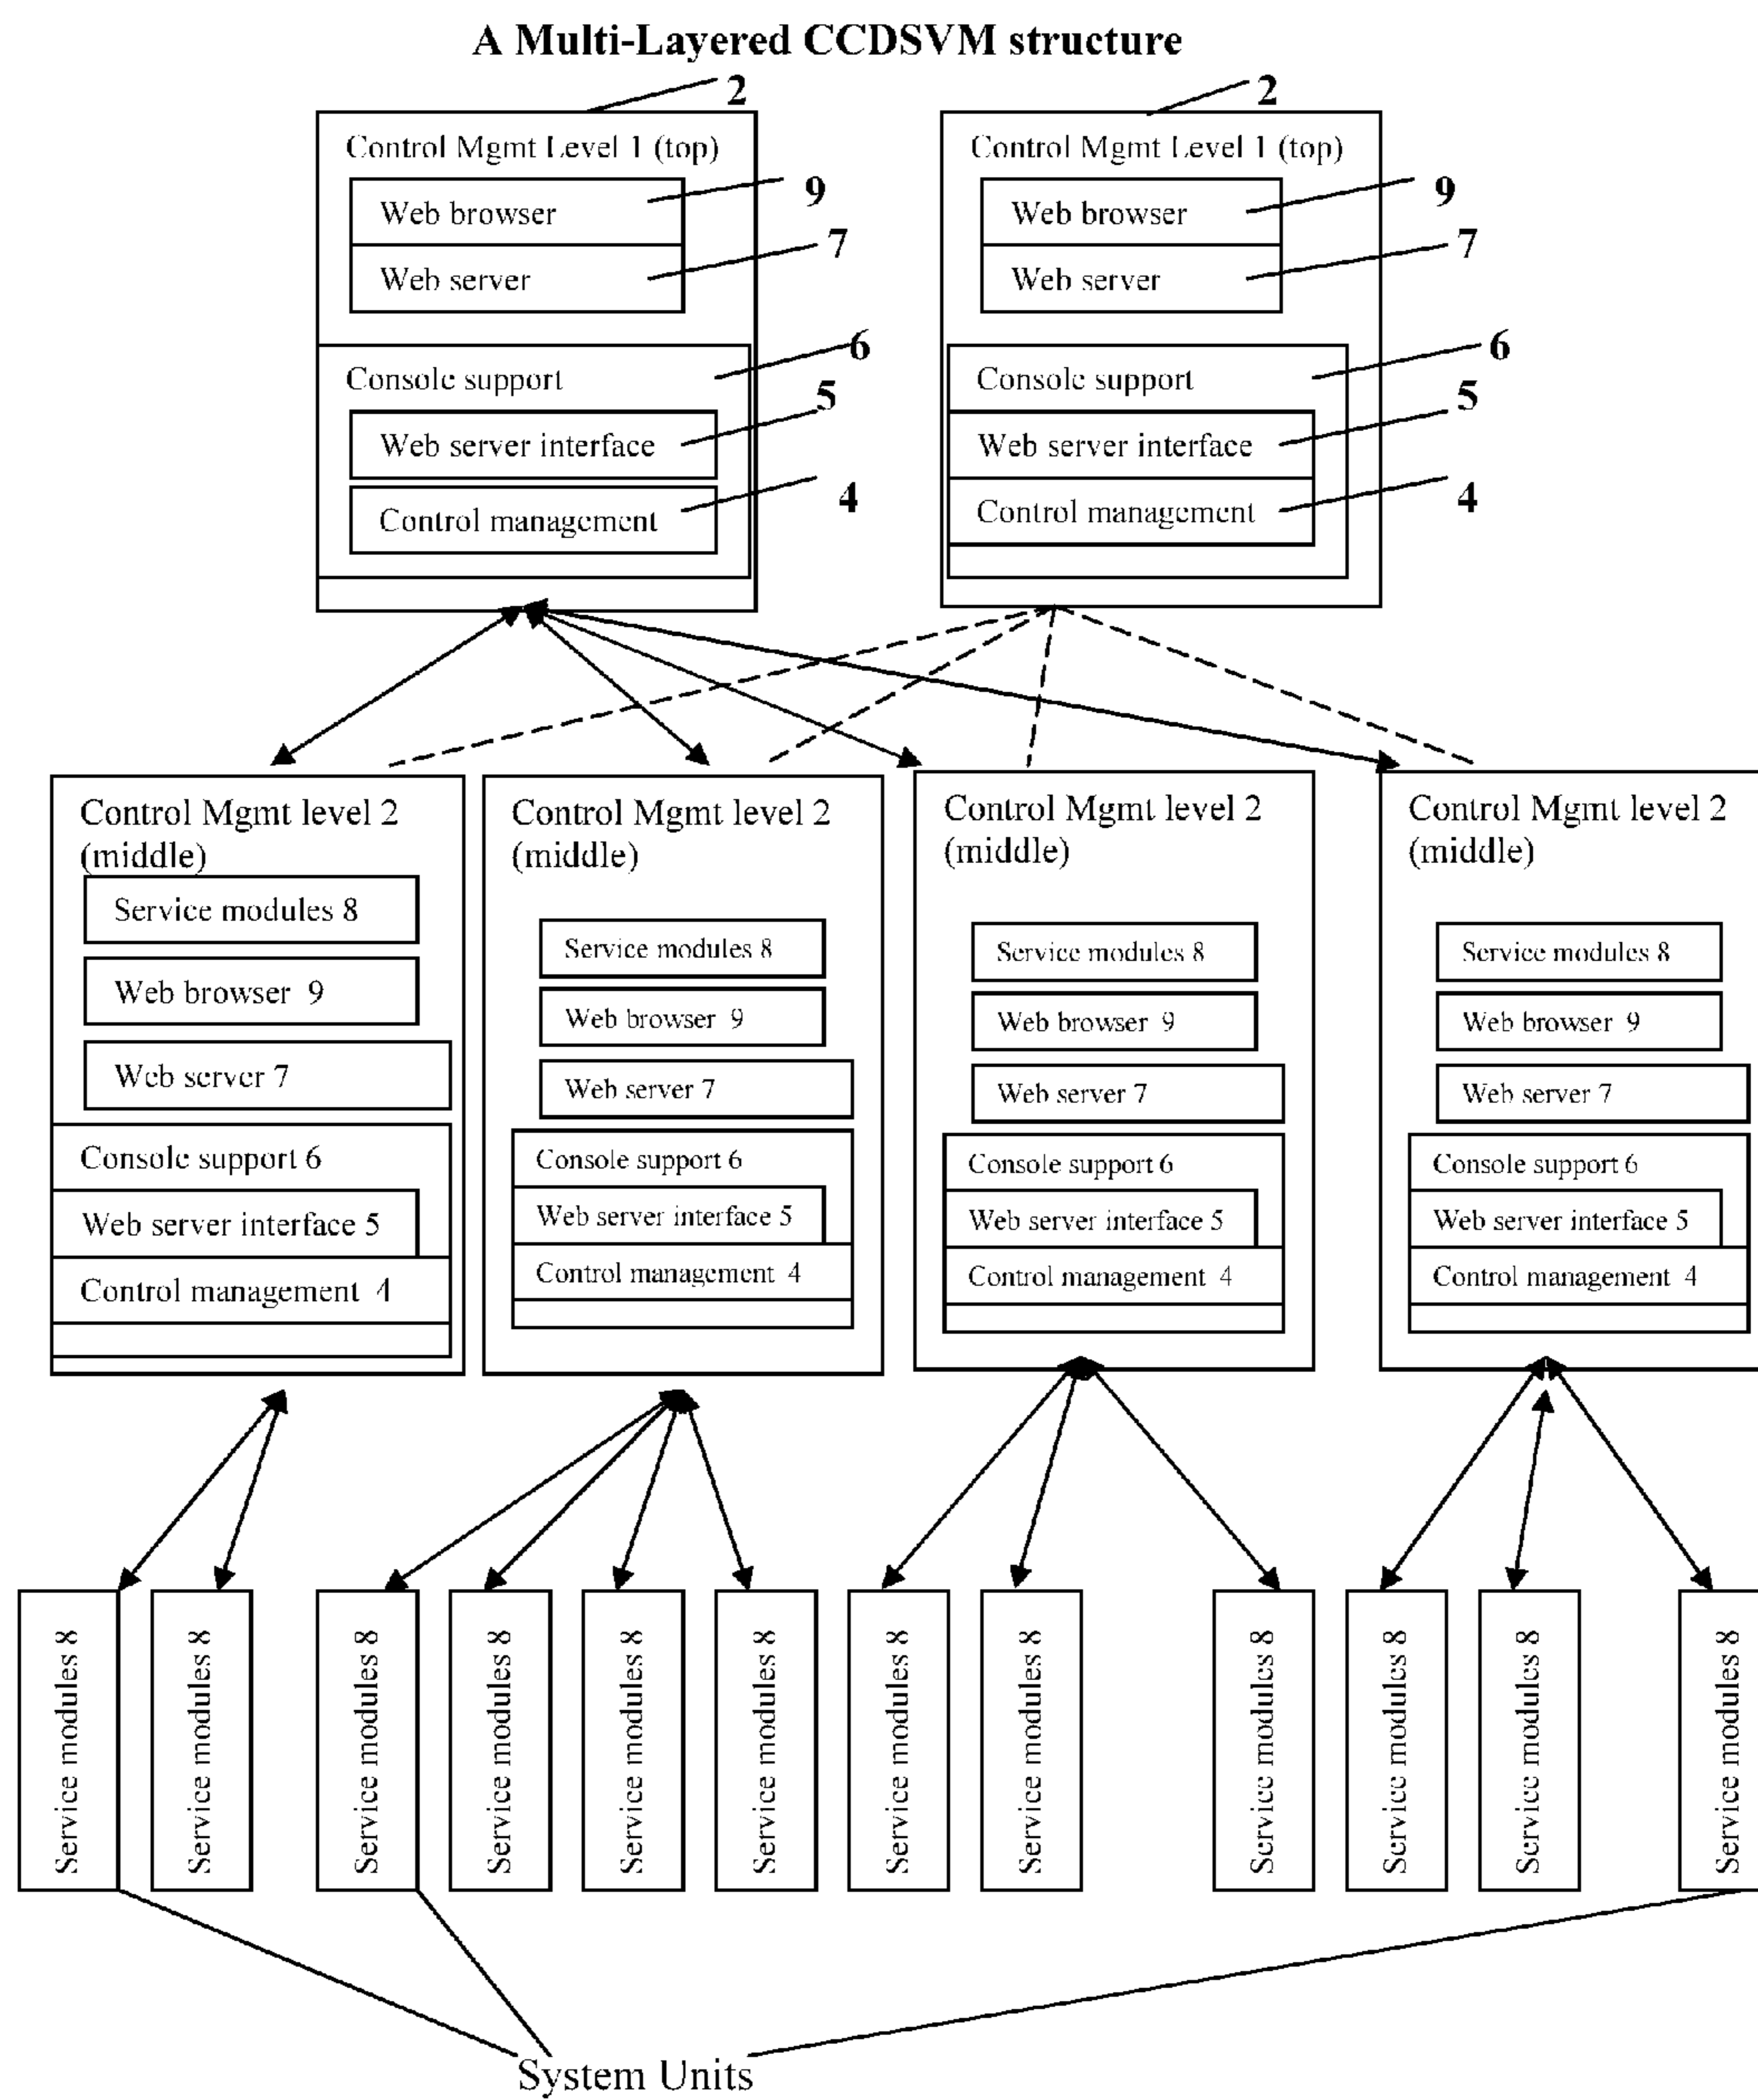 A Multi-Layered CCDSVM structure
2
Control Mgmt Level 1 (top)
Web browser
9
Web server
7
Console support
6
Web server interface
5
Control management
4
2
Control Mgmt Level 1 (top)
Web browser
9
Web server
7
Console support
6
Web server interface
5
Control management
4
Control Mgmt level 2
(middle)
Service modules 8
Web browser 9
Web server 7
Console support 6
Web server interface 5
Control management 4
Control Mgmt level 2
(middle)
Service modules 8
Web browser 9
Web server 7
Console support 6
Web server interface 5
Control management 4
Control Mgmt level 2
(middle)
Service modules 8
Web browser 9
Web server 7
Console support 6
Web server interface 5
Control management 4
Control Mgmt level 2
(middle)
Service modules 8
Web browser 9
Web server 7
Console support 6
Web server interface 5
Control management 4
Service modules 8
Service modules 8
Service modules 8
Service modules 8
Service modules 8
Service modules 8
Service modules 8
Service modules 8
Service modules 8
Service modules 8
Service modules 8
Service modules 8
System Units